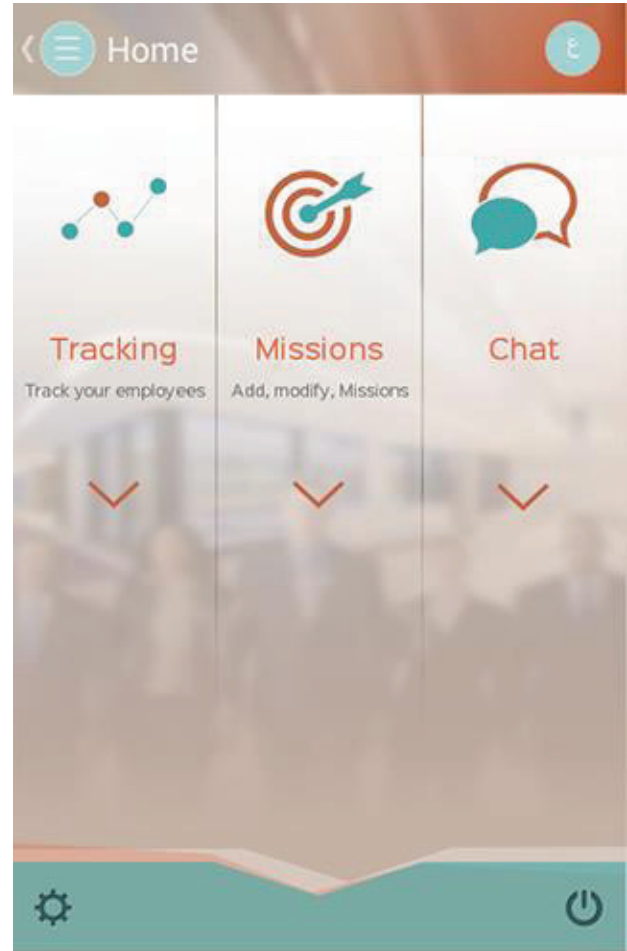 Home
غ
Tracking
Missions
Chat
Track your employees
Add, modify, Missions